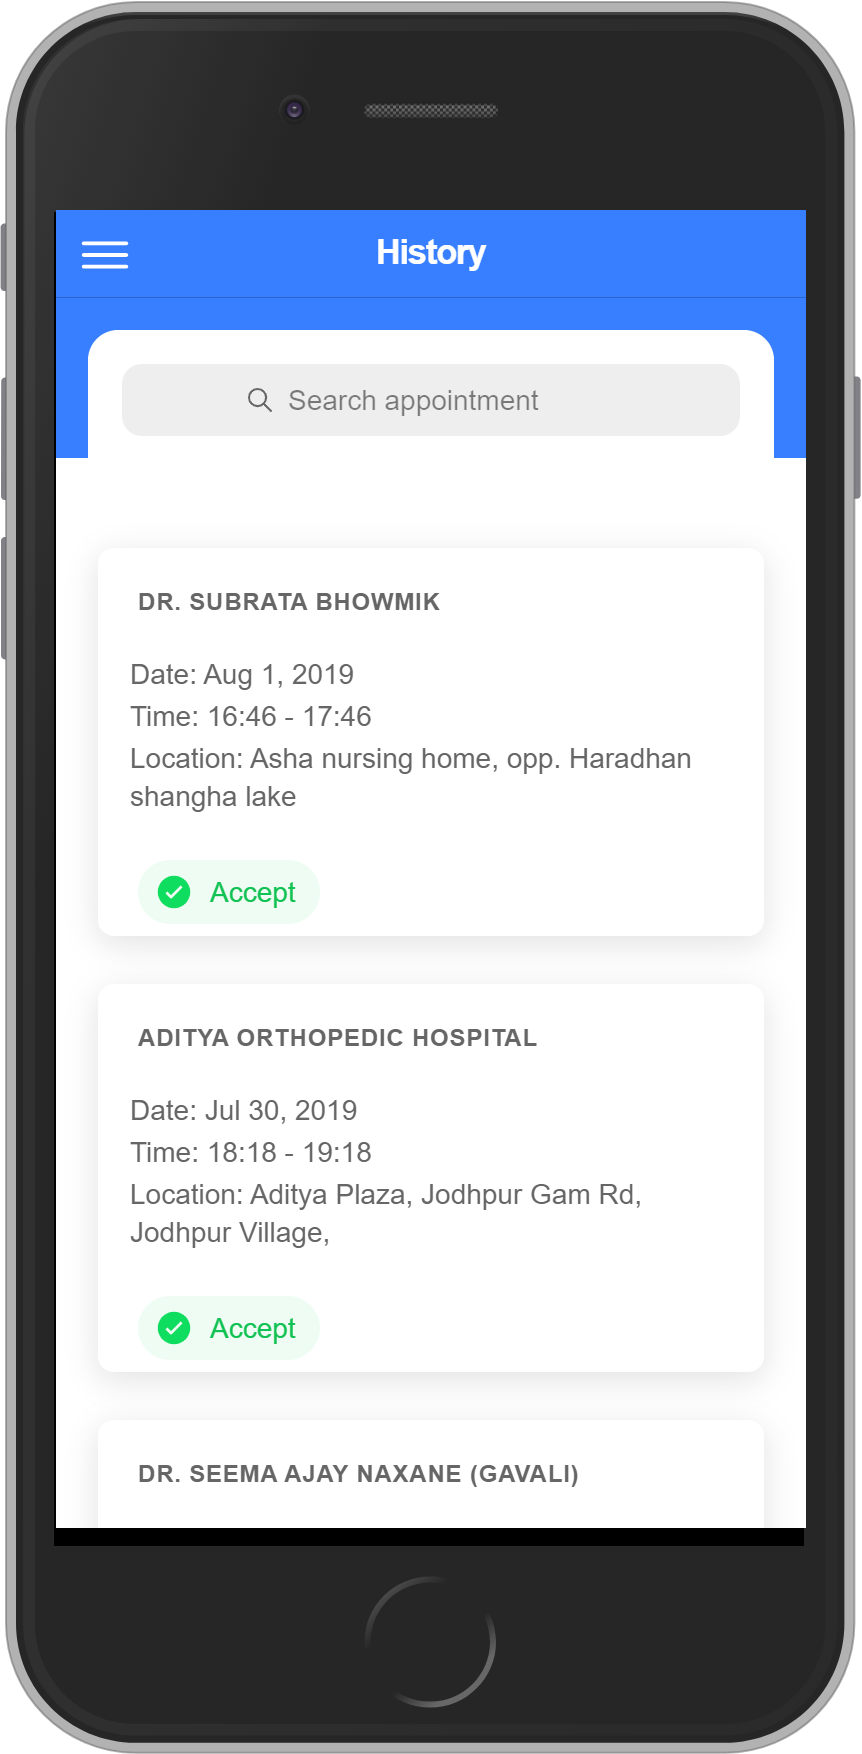 History
Search appointment
DR. SUBRATA BHOWMIK
Date: Aug 1, 2019
Time: 16:46 - 17:46
Location: Asha nursing home, opp. Haradhan
shangha lake
Accept
ADITYA ORTHOPEDIC HOSPITAL
Date: Jul 30, 2019
Time: 18:18 - 19:18
Location: Aditya Plaza, Jodhpur Gam Rd,
Jodhpur Village,
Accept
DR. SEEMA AJAY NAXANE (GAVALI)